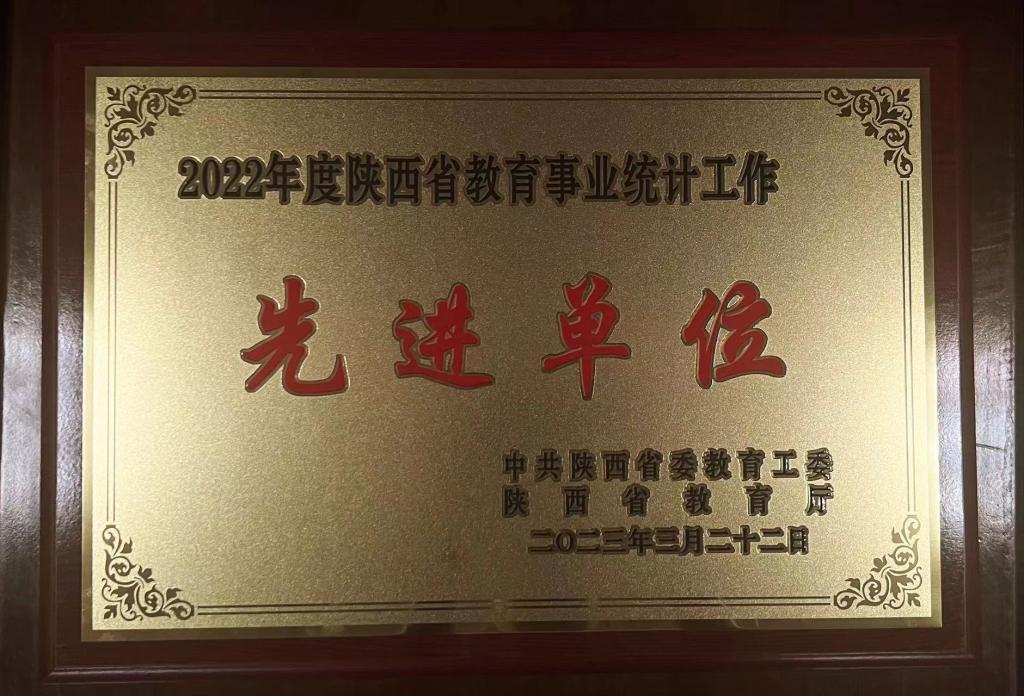 2022年度陕西省教育事业统计工作
先进单位
中共陕西省委教育工委
陕西省教育厅
二〇二三年三月二十二日